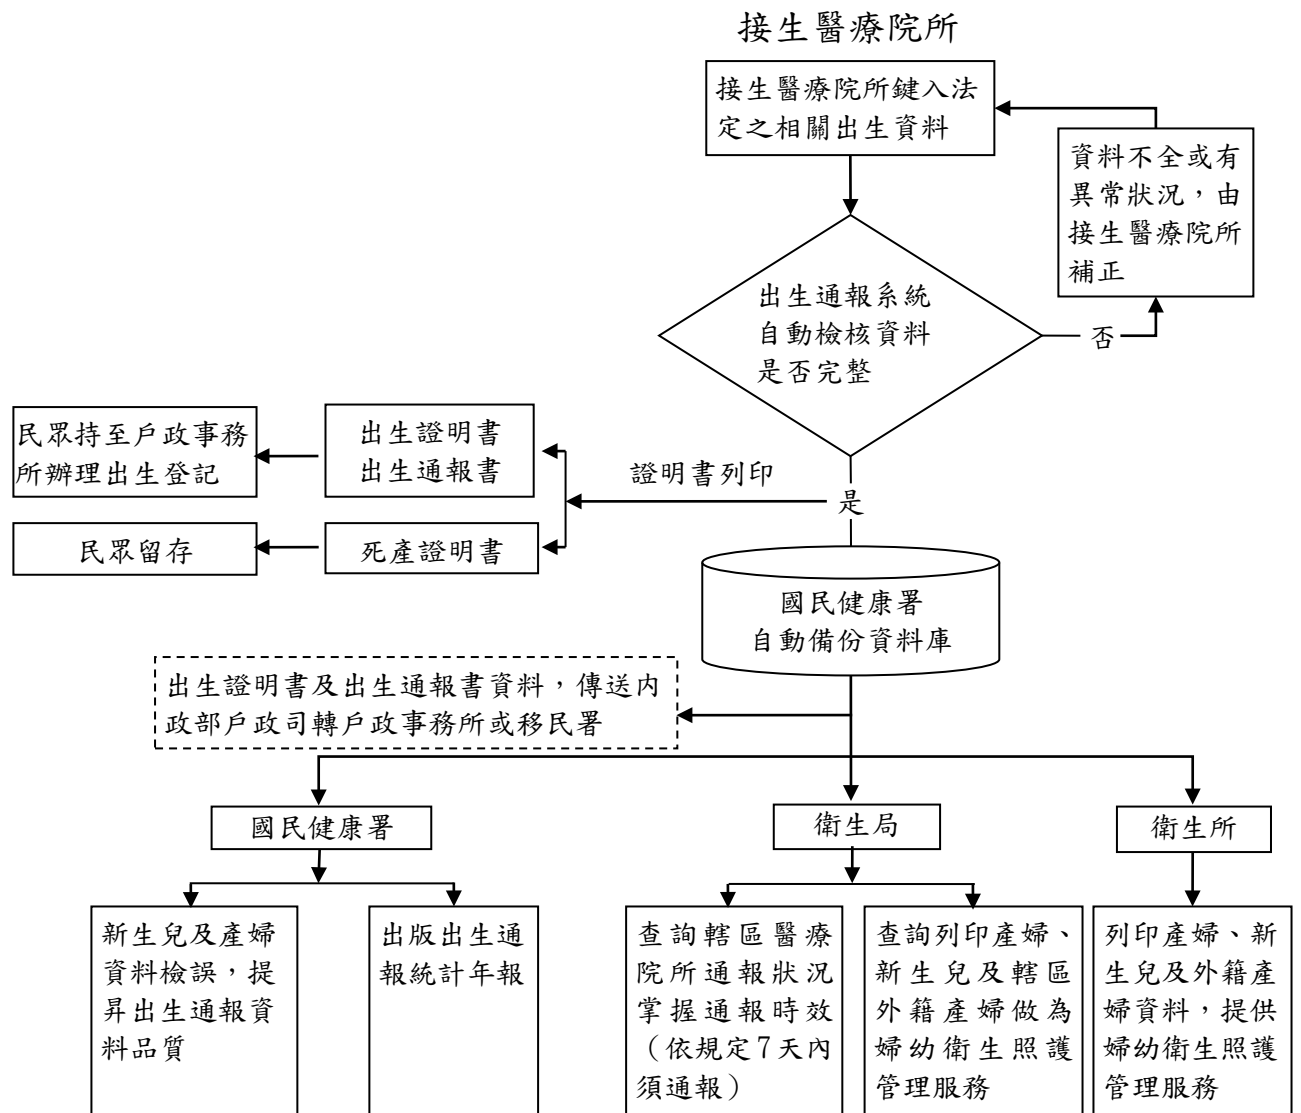 接生醫療院所
接生醫療院所鍵入法
定之相關出生資料
資料不全或有
異常狀況，由
接生醫療院所
補正
出生通報系統
自動檢核資料
是否完整
否
民眾持至戶政事務
所辦理出生登記
出生證明書
出生通報書
證明書列印
是
民眾留存
死產證明書
國民健康署
自動備份資料庫
出生證明書及出生通報書資料，傳送內
政部戶政司轉戶政事務所或移民署
國民健康署
衛生局
衛生所
新生兒及產婦
資料檢誤，提
昇出生通報資
料品質
出版出生通
報統計年報
查詢轄區醫療
院所通報狀況
掌握通報時效
（依規定7天內
須通報）
查詢列印產婦、
新生兒及轄區
外籍產婦做為
婦幼衛生照護
管理服務
列印產婦、新
生兒及外籍產
婦資料，提供
婦幼衛生照護
管理服務